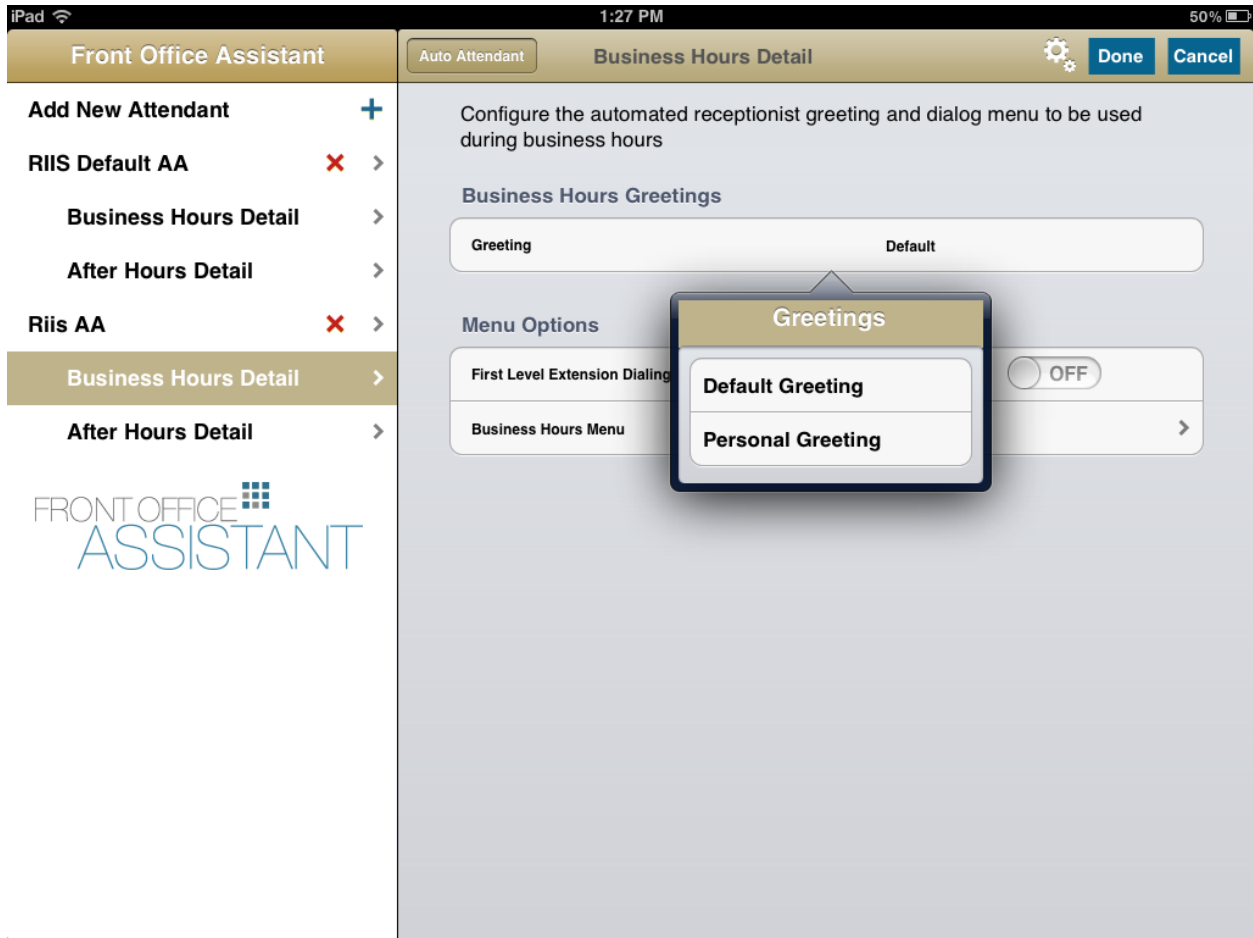 iPad 1:27 PM 50%
Front Office Assistant
Add New Attendant
RIIS Default AA
Business Hours Detail
After Hours Detail
Riis AA
Business Hours Detail
After Hours Detail
FRONT OFFICE
ASSISTANT
Auto Attendant Business Hours Detail Done Cancel
Configure the automated receptionist greeting and dialog menu to be used
during business hours
Business Hours Greetings
Greeting Default
Menu Options
First Level Extension Dialing OFF
Business Hours Menu
Greetings
Default Greeting
Personal Greeting